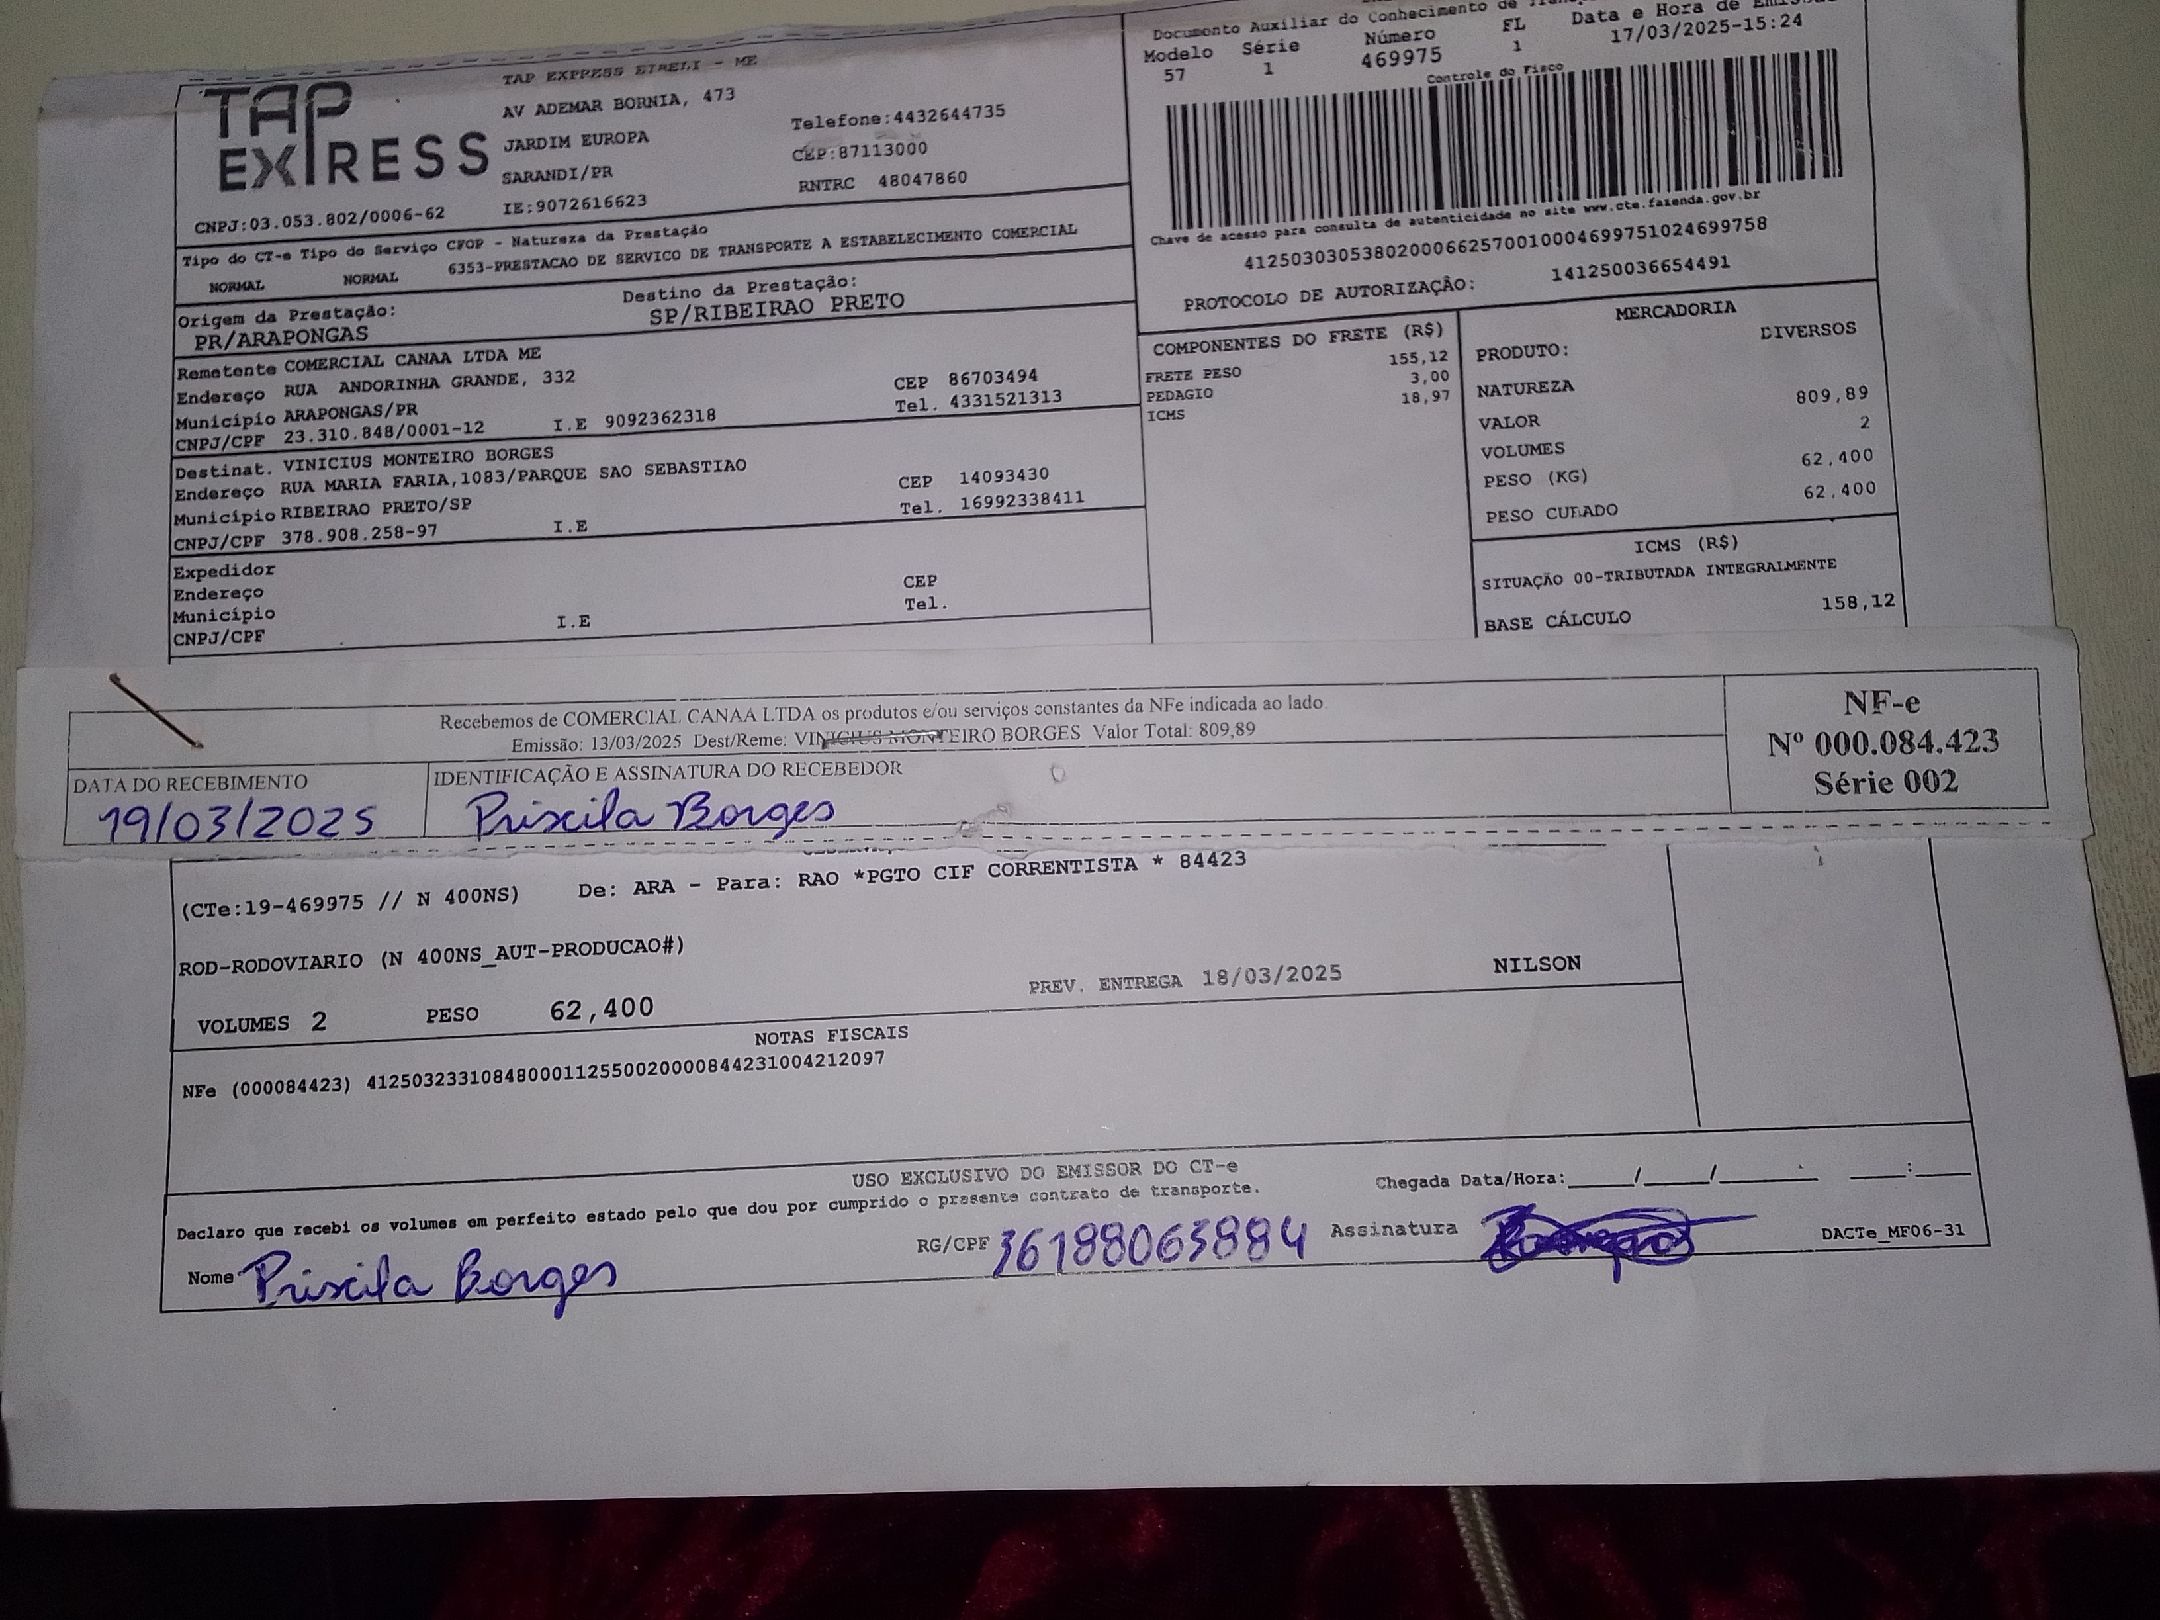 Documento Auxiliar do Conhecimento de
Modelo Série Número FL Data e Hora de Emissão
57 1 469975 1 17/03/2025-15:24
Controle do Fisco
Chave de acesso para consulta de autenticidade no site www.cte.fazenda.gov.br
41250303053802000662570010004699751024699758
PROTOCOLO DE AUTORIZAÇÃO: 141250036654491
TAP EXPRESS
TAP EXPRESS EIRELI - ME
AV ADEMAR BORNIA, 473
JARDIM EUROPA
SARANDI/PR
IE:9072616623
Telefone:4432644735
CEP:87113000
RNTRC 48047860
CNPJ:03.053.802/0006-62
Tipo do CT-e Tipo do Serviço CFOP - Natureza da Prestação
NORMAL NORMAL 6353-PRESTACAO DE SERVICO DE TRANSPORTE A ESTABELECIMENTO COMERCIAL
Origem da Prestação: Destino da Prestação:
PR/ARAPONGAS SP/RIBEIRAO PRETO
Remetente COMERCIAL CANAA LTDA ME
Endereço RUA ANDORINHA GRANDE, 332 CEP 86703494
Município ARAPONGAS/PR Tel. 4331521313
CNPJ/CPF 23.310.848/0001-12 I.E 9092362318
Destinat. VINICIUS MONTEIRO BORGES
Endereço RUA MARIA FARIA,1083/PARQUE SAO SEBASTIAO CEP 14093430
Município RIBEIRAO PRETO/SP Tel. 16992338411
CNPJ/CPF 378.908.258-97 I.E
Expedidor
Endereço CEP
Município Tel.
CNPJ/CPF I.E
COMPONENTES DO FRETE (R$)
FRETE PESO 155,12
PEDAGIO 3,00
ICMS 18,97
MERCADORIA
PRODUTO: DIVERSOS
NATUREZA
VALOR 809,89
VOLUMES 2
PESO (KG) 62,400
PESO CUBADO 62,400
ICMS (R$)
SITUAÇÃO 00-TRIBUTADA INTEGRALMENTE
BASE CÁLCULO 158,12
Recebemos de COMERCIAL CANAA LTDA os produtos e/ou serviços constantes da NFe indicada ao lado.
Emissão: 13/03/2025 Dest/Reme: VINICIUS MONTEIRO BORGES Valor Total: 809,89
DATA DO RECEBIMENTO IDENTIFICAÇÃO E ASSINATURA DO RECEBEDOR
19/03/2025 Priscila Borges
NF-e
Nº 000.084.423
Série 002
(CTe:19-469975 // N 400NS) De: ARA - Para: RAO *PGTO CIF CORRENTISTA * 84423
ROD-RODOVIARIO (N 400NS_AUT-PRODUCAO#)
PREV. ENTREGA 18/03/2025 NILSON
VOLUMES 2 PESO 62,400
NOTAS FISCAIS
NFe (000084423) 41250323310848000112550020000844231004212097
USO EXCLUSIVO DO EMISSOR DO CT-e
Declaro que recebi os volumes em perfeito estado pelo que dou por cumprido o presente contrato de transporte.
Chegada Data/Hora:_____/_____/_______ ____:____
Nome Priscila Borges RG/CPF 36188063884 Assinatura
DACTe_MF06-31